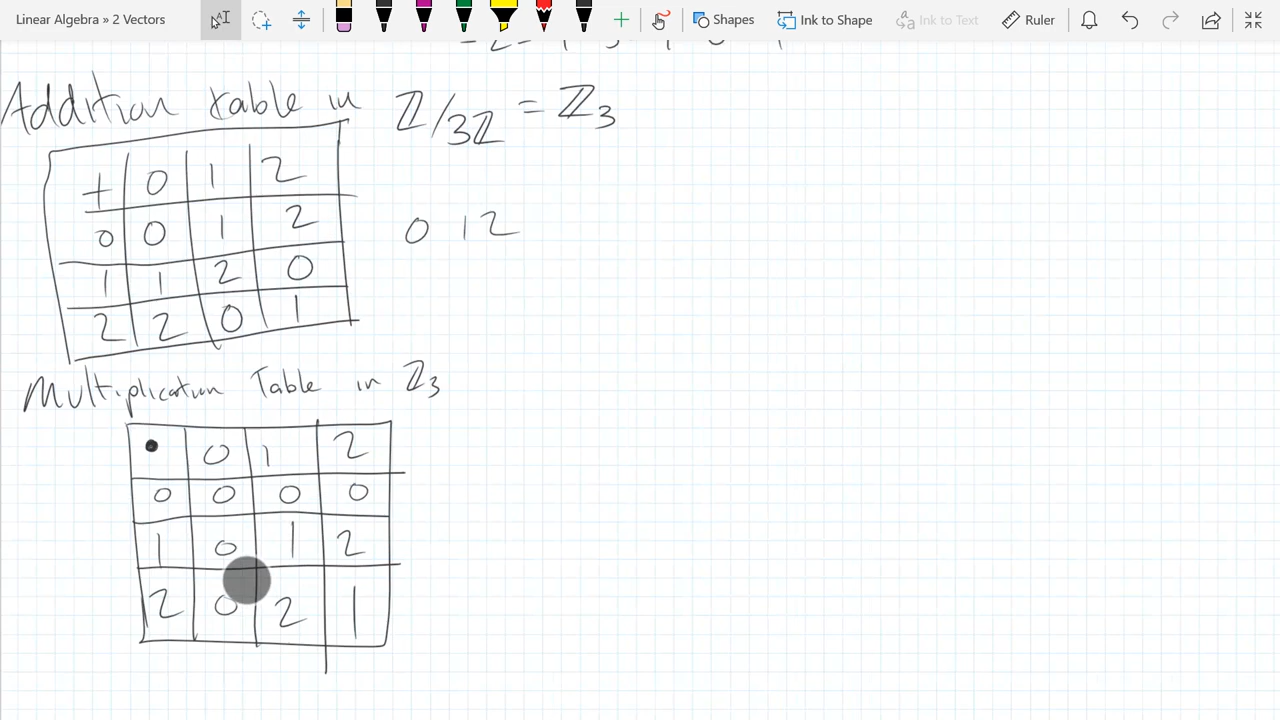 Linear Algebra » 2 Vectors
Shapes
Ink to Shape
Ink to Text
Ruler
Addition table in ℤ/3ℤ = ℤ3
+ 0 1 2
0 0 1 2
1 1 2 0
2 2 0 1
0 1 2
Multiplication Table in ℤ3
• 0 1 2
0 0 0 0
1 0 1 2
2 0 2 1